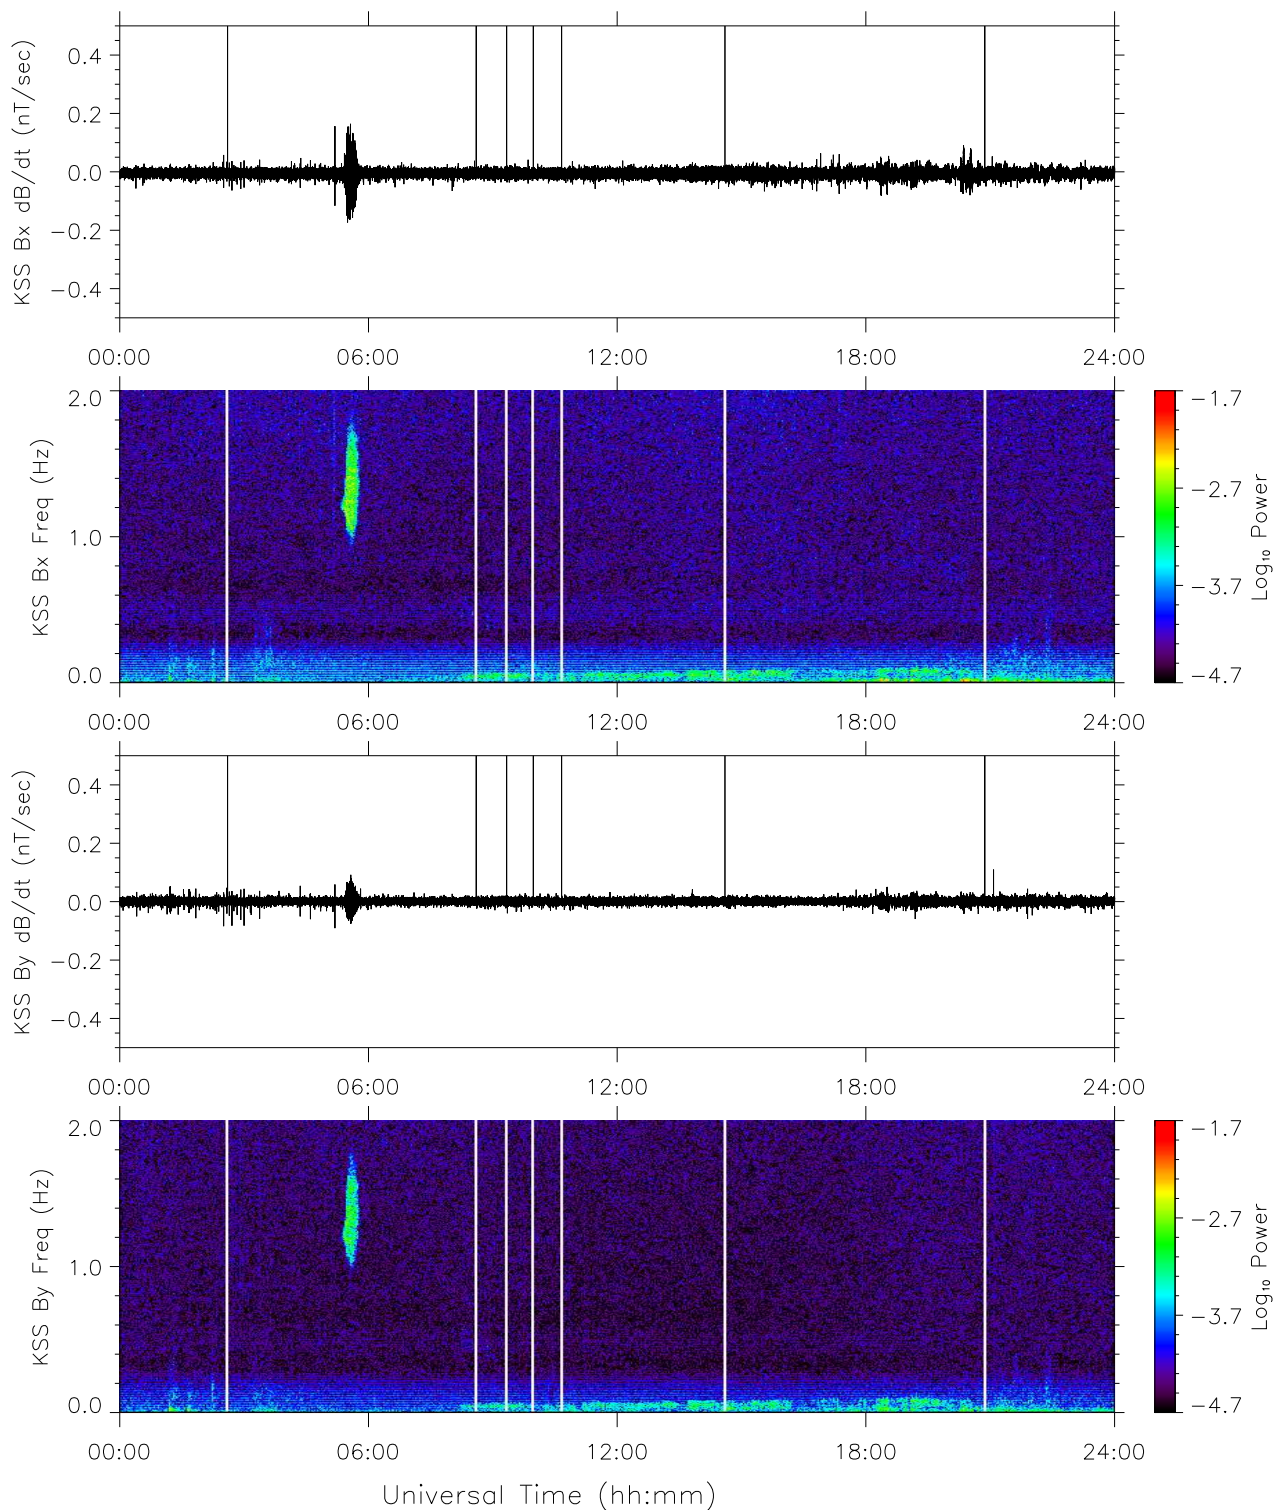 KSS Bx dB/dt (nT/sec)
0.4
0.2
0.0
−0.2
−0.4
00:00 06:00 12:00 18:00 24:00
KSS Bx Freq (Hz)
2.0
1.0
0.0
−1.7
−2.7
−3.7
−4.7
Log₁₀ Power
00:00 06:00 12:00 18:00 24:00
KSS By dB/dt (nT/sec)
0.4
0.2
0.0
−0.2
−0.4
00:00 06:00 12:00 18:00 24:00
KSS By Freq (Hz)
2.0
1.0
0.0
−1.7
−2.7
−3.7
−4.7
Log₁₀ Power
00:00 06:00 12:00 18:00 24:00
Universal Time (hh:mm)